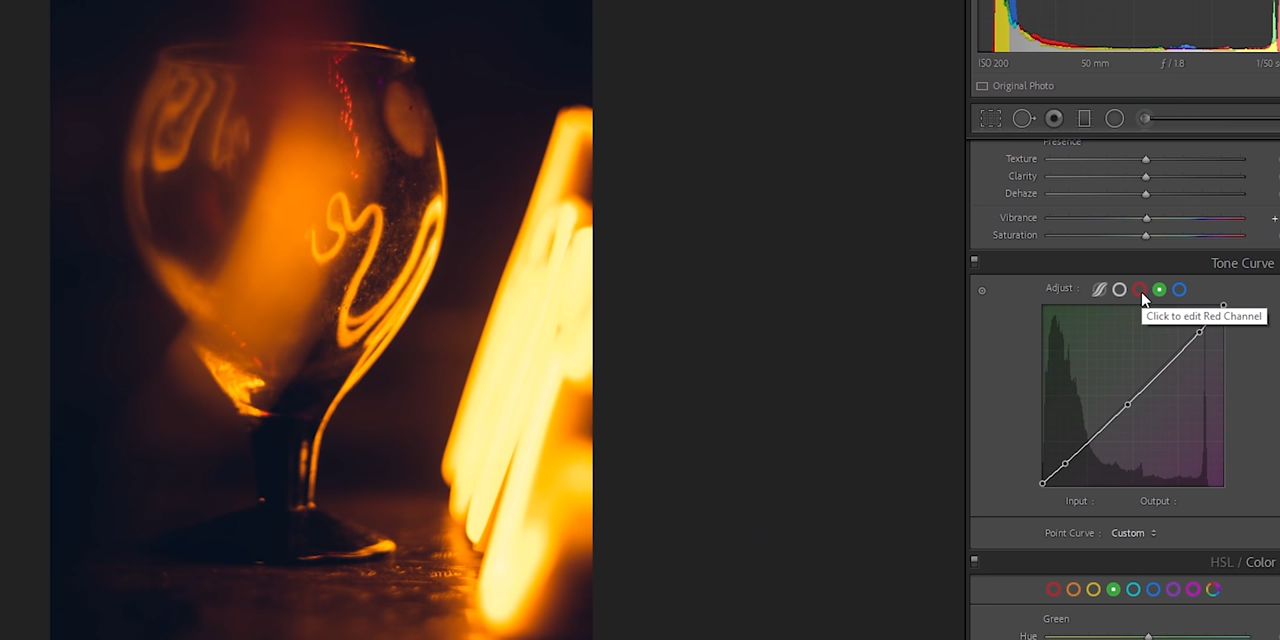 ISO 200 50 mm ƒ / 1.8 1/50 s
Original Photo
Presence
Texture
Clarity
Dehaze
Vibrance +
Saturation
Tone Curve
Adjust :
Click to edit Red Channel
Input : Output :
Point Curve : Custom
HSL / Color
Green
Hue